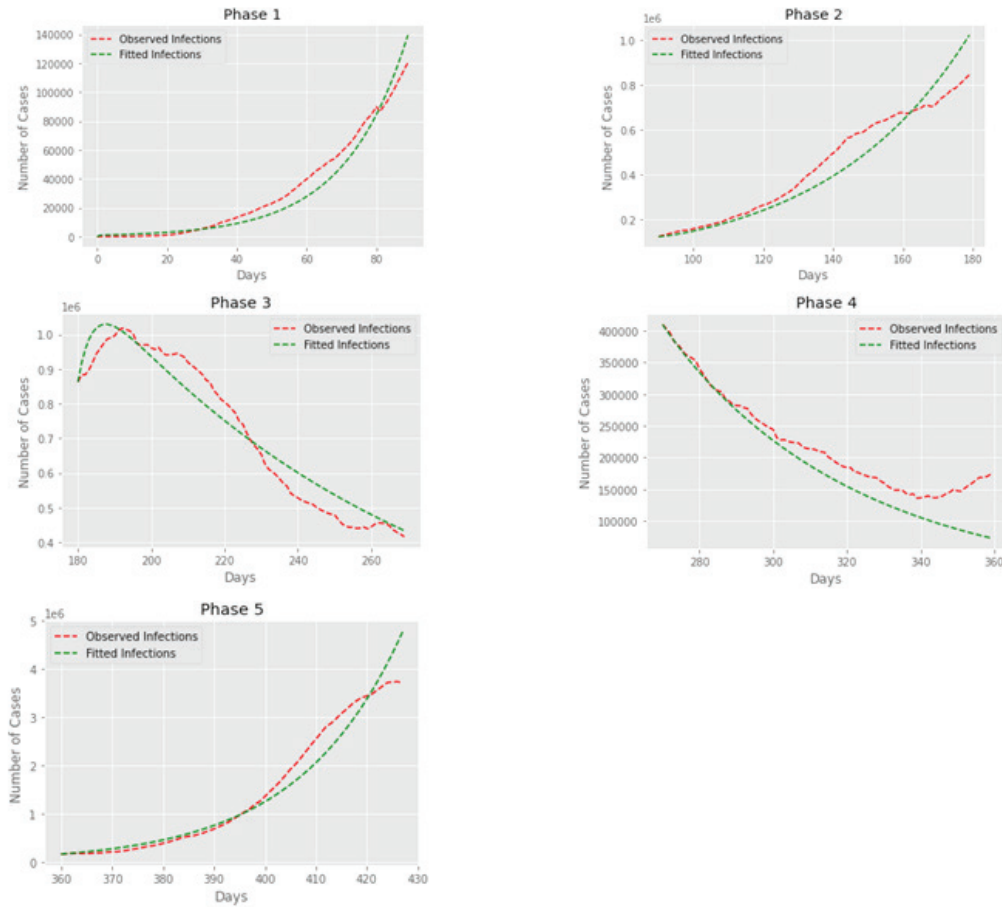 Phase 1
Observed Infections
Fitted Infections
Number of Cases
140000
120000
100000
80000
60000
40000
20000
0
0 20 40 60 80
Days
Phase 2
1e6
Observed Infections
Fitted Infections
Number of Cases
1.0
0.8
0.6
0.4
0.2
100 120 140 160 180
Days
Phase 3
1e6
Observed Infections
Fitted Infections
Number of Cases
1.0
0.9
0.8
0.7
0.6
0.5
0.4
180 200 220 240 260
Days
Phase 4
Observed Infections
Fitted Infections
Number of Cases
400000
350000
300000
250000
200000
150000
100000
280 300 320 340 360
Days
Phase 5
1e6
Observed Infections
Fitted Infections
Number of Cases
5
4
3
2
1
0
360 370 380 390 400 410 420 430
Days